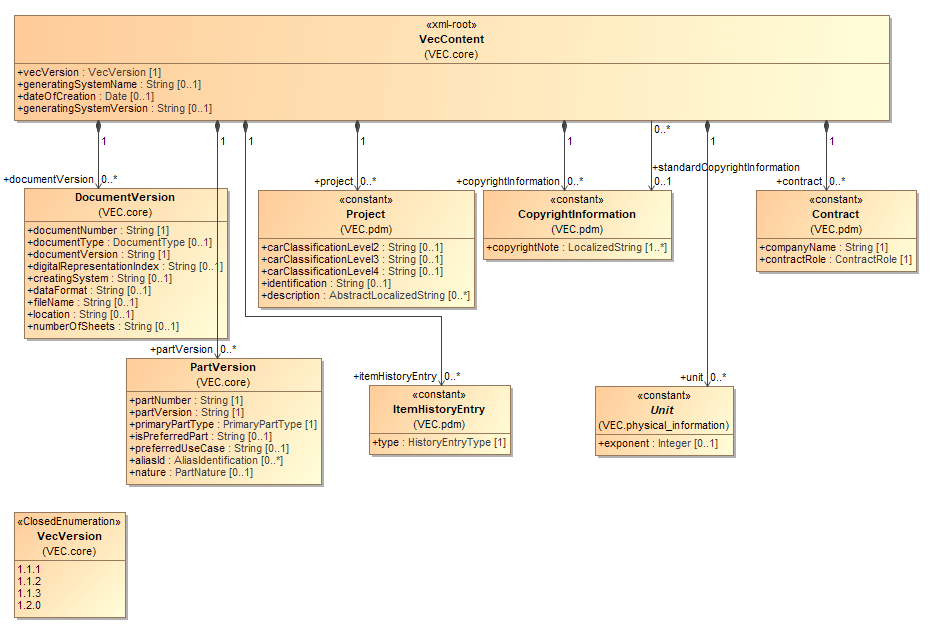 «xml-root»
VecContent
(VEC.core)
+vecVersion : VecVersion [1]
+generatingSystemName : String [0..1]
+dateOfCreation : Date [0..1]
+generatingSystemVersion : String [0..1]
1
1
1
1
1
0..*
1
1
+documentVersion
0..*
+project
0..*
+copyrightInformation
0..*
+standardCopyrightInformation
0..1
+contract
0..*
DocumentVersion
(VEC.core)
+documentNumber : String [1]
+documentType : DocumentType [0..1]
+documentVersion : String [1]
+digitalRepresentationIndex : String [0..1]
+creatingSystem : String [0..1]
+dataFormat : String [0..1]
+fileName : String [0..1]
+location : String [0..1]
+numberOfSheets : String [0..1]
«constant»
Project
(VEC.pdm)
+carClassificationLevel2 : String [0..1]
+carClassificationLevel3 : String [0..1]
+carClassificationLevel4 : String [0..1]
+identification : String [0..1]
+description : AbstractLocalizedString [0..*]
«constant»
CopyrightInformation
(VEC.pdm)
+copyrightNote : LocalizedString [1..*]
«constant»
Contract
(VEC.pdm)
+companyName : String [1]
+contractRole : ContractRole [1]
+partVersion
0..*
+itemHistoryEntry
0..*
+unit
0..*
PartVersion
(VEC.core)
+partNumber : String [1]
+partVersion : String [1]
+primaryPartType : PrimaryPartType [1]
+isPreferredPart : String [0..1]
+preferredUseCase : String [0..1]
+aliasId : AliasIdentification [0..*]
+nature : PartNature [0..1]
«constant»
ItemHistoryEntry
(VEC.pdm)
+type : HistoryEntryType [1]
«constant»
Unit
(VEC.physical_information)
+exponent : Integer [0..1]
«ClosedEnumeration»
VecVersion
(VEC.core)
1.1.1
1.1.2
1.1.3
1.2.0